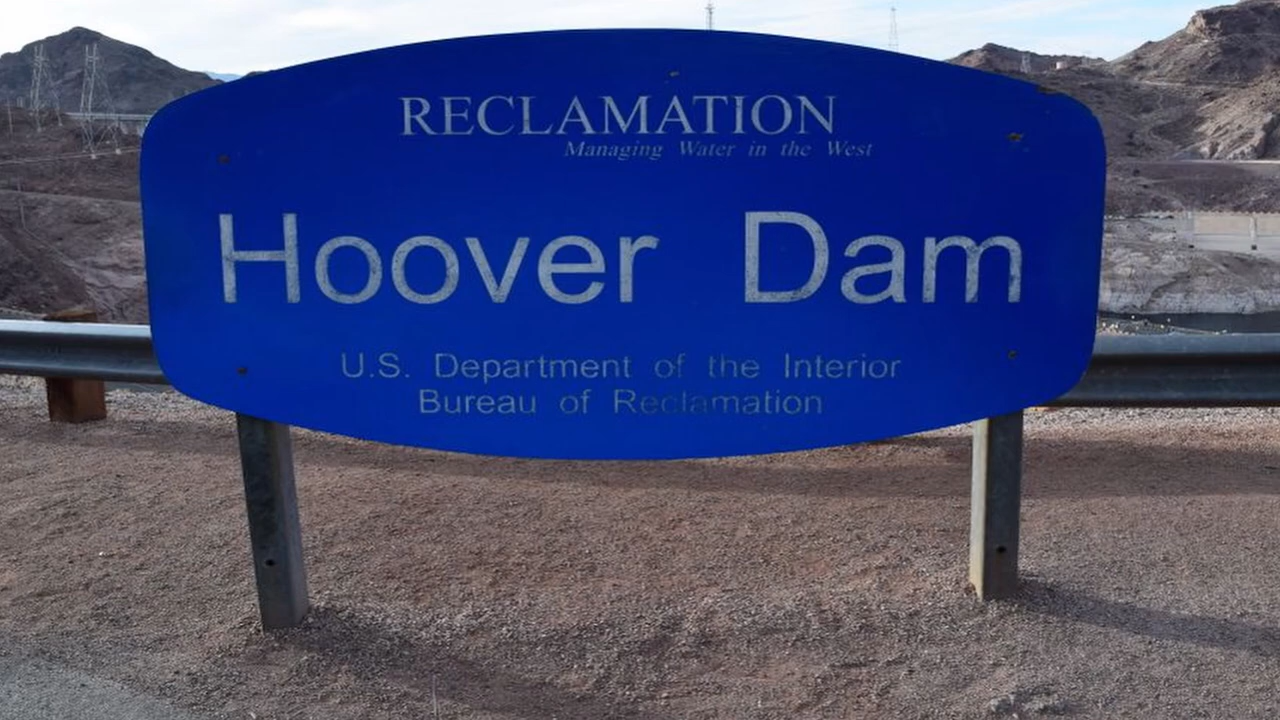 RECLAMATION
Managing Water in the West
Hoover Dam
U.S. Department of the Interior
Bureau of Reclamation